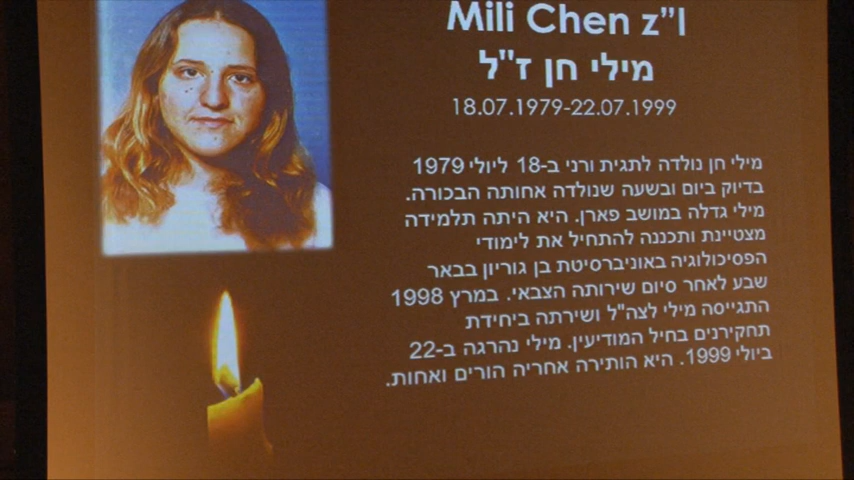 Mili Chen z”l
מילי חן ז"ל
18.07.1979-22.07.1999
מילי חן נולדה לתגית ורני ב-18 ליולי 1979
בדיוק ביום ובשעה שנולדה אחותה הבכורה.
מילי גדלה במושב פארן. היא היתה תלמידה
מצטיינת ותכננה להתחיל את לימודי
הפסיכולוגיה באוניברסיטת בן גוריון בבאר
שבע לאחר סיום שירותה הצבאי. במרץ 1998
התגייסה מילי לצה"ל ושירתה ביחידת
תחקירנים בחיל המודיעין. מילי נהרגה ב-22
ביולי 1999. היא הותירה אחריה הורים ואחות.